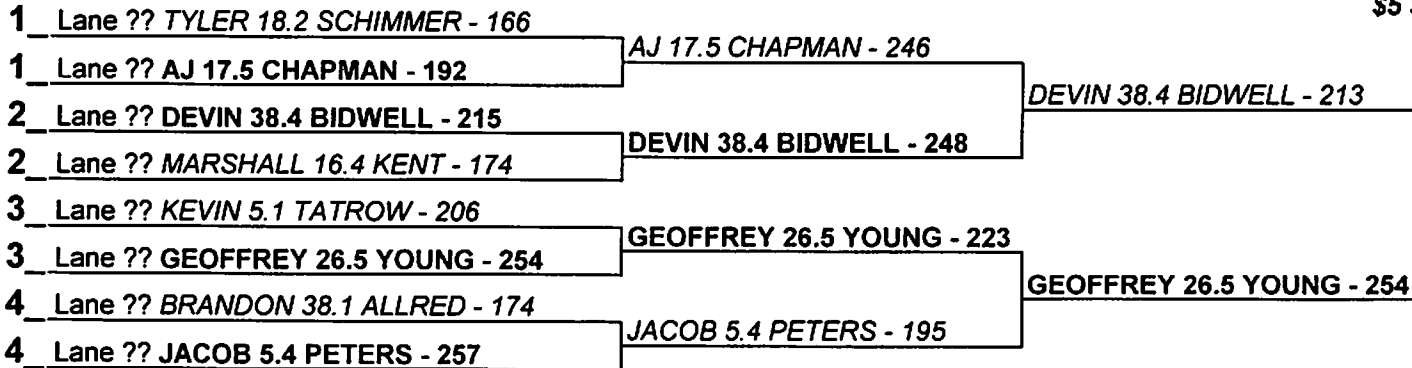 $5
1_ Lane ?? TYLER 18.2 SCHIMMER - 166
AJ 17.5 CHAPMAN - 246
1_ Lane ?? AJ 17.5 CHAPMAN - 192
DEVIN 38.4 BIDWELL - 213
2_ Lane ?? DEVIN 38.4 BIDWELL - 215
DEVIN 38.4 BIDWELL - 248
2_ Lane ?? MARSHALL 16.4 KENT - 174
3_ Lane ?? KEVIN 5.1 TATROW - 206
GEOFFREY 26.5 YOUNG - 223
3_ Lane ?? GEOFFREY 26.5 YOUNG - 254
GEOFFREY 26.5 YOUNG - 254
4_ Lane ?? BRANDON 38.1 ALLRED - 174
JACOB 5.4 PETERS - 195
4_ Lane ?? JACOB 5.4 PETERS - 257